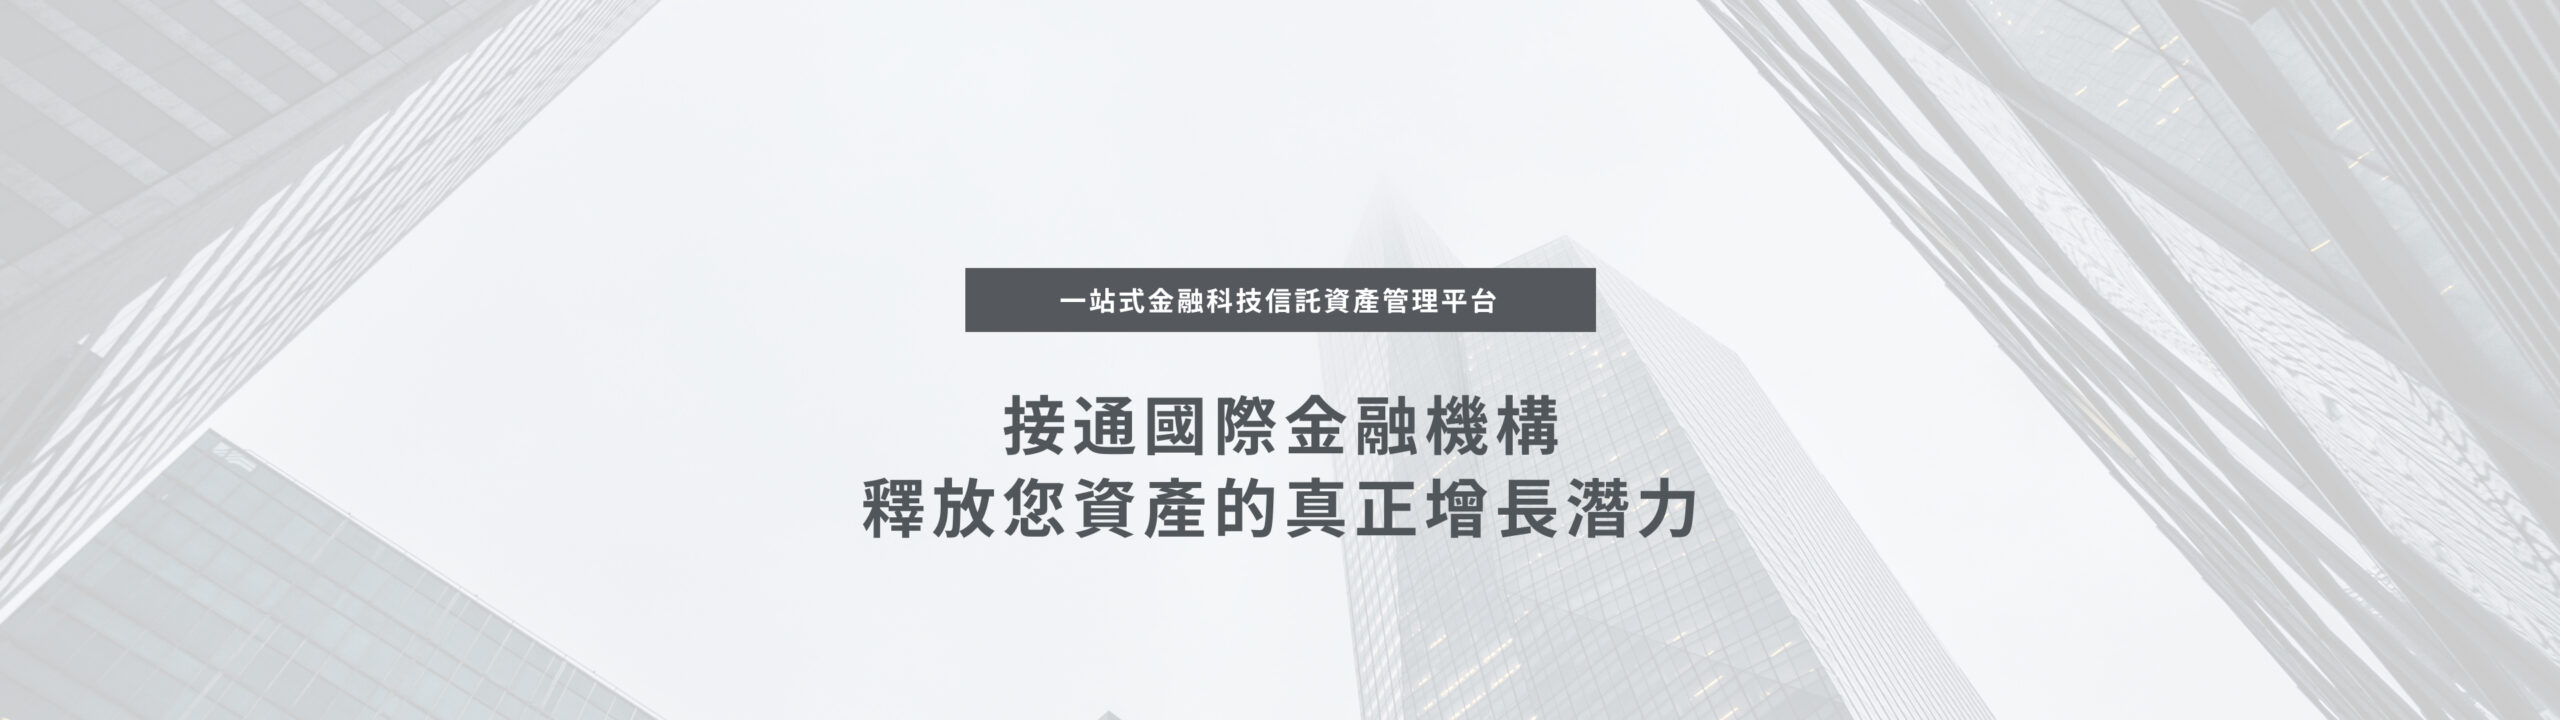 一站式金融科技信託資產管理平台
接通國際金融機構
釋放您資產的真正增長潛力